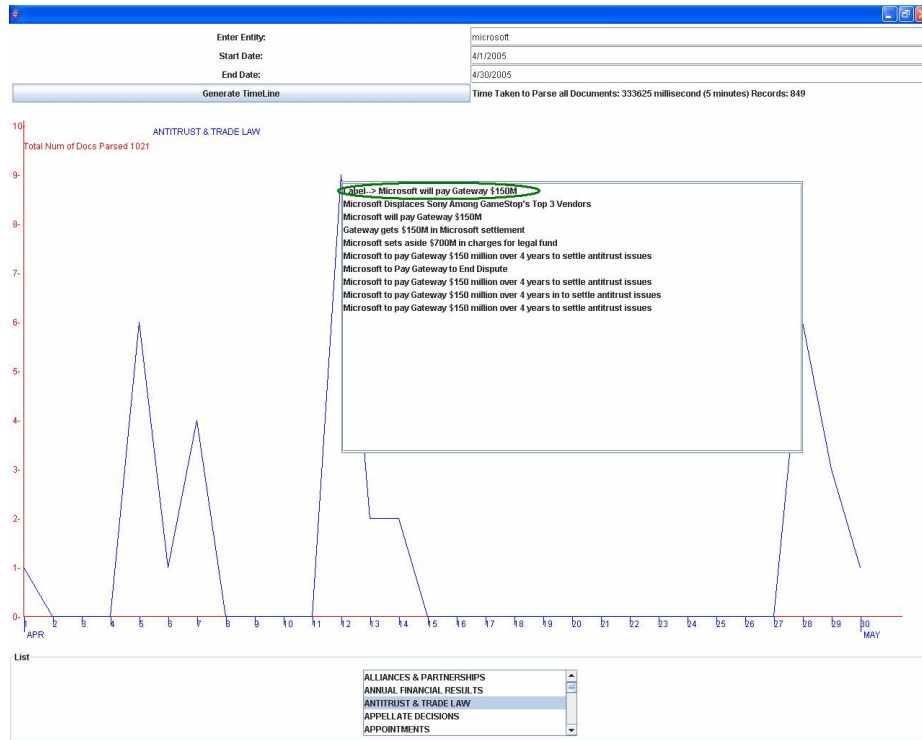 Enter Entity: microsoft
Start Date: 4/1/2005
End Date: 4/30/2005
Generate TimeLine Time Taken to Parse all Documents: 333625 millisecond (5 minutes) Records: 849
10-
ANTITRUST & TRADE LAW
Total Num of Docs Parsed 1021
9-
Label--> Microsoft will pay Gateway $150M
Microsoft Displaces Sony Among GameStop's Top 3 Vendors
Microsoft will pay Gateway $150M
Gateway gets $150M in Microsoft settlement
Microsoft sets aside $700M in charges for legal fund
Microsoft to pay Gateway $150 million over 4 years to settle antitrust issues
Microsoft to Pay Gateway to End Dispute
Microsoft to pay Gateway $150 million over 4 years to settle antitrust issues
Microsoft to pay Gateway $150 million over 4 years in to settle antitrust issues
Microsoft to pay Gateway $150 million over 4 years to settle antitrust issues
8-
7-
6-
5-
4-
3-
2-
1-
0-
1 2 3 4 5 6 7 8 9 10 11 12 13 14 15 16 17 18 19 20 21 22 23 24 25 26 27 28 29 30
APR MAY
List
ALLIANCES & PARTNERSHIPS
ANNUAL FINANCIAL RESULTS
ANTITRUST & TRADE LAW
APPELLATE DECISIONS
APPOINTMENTS